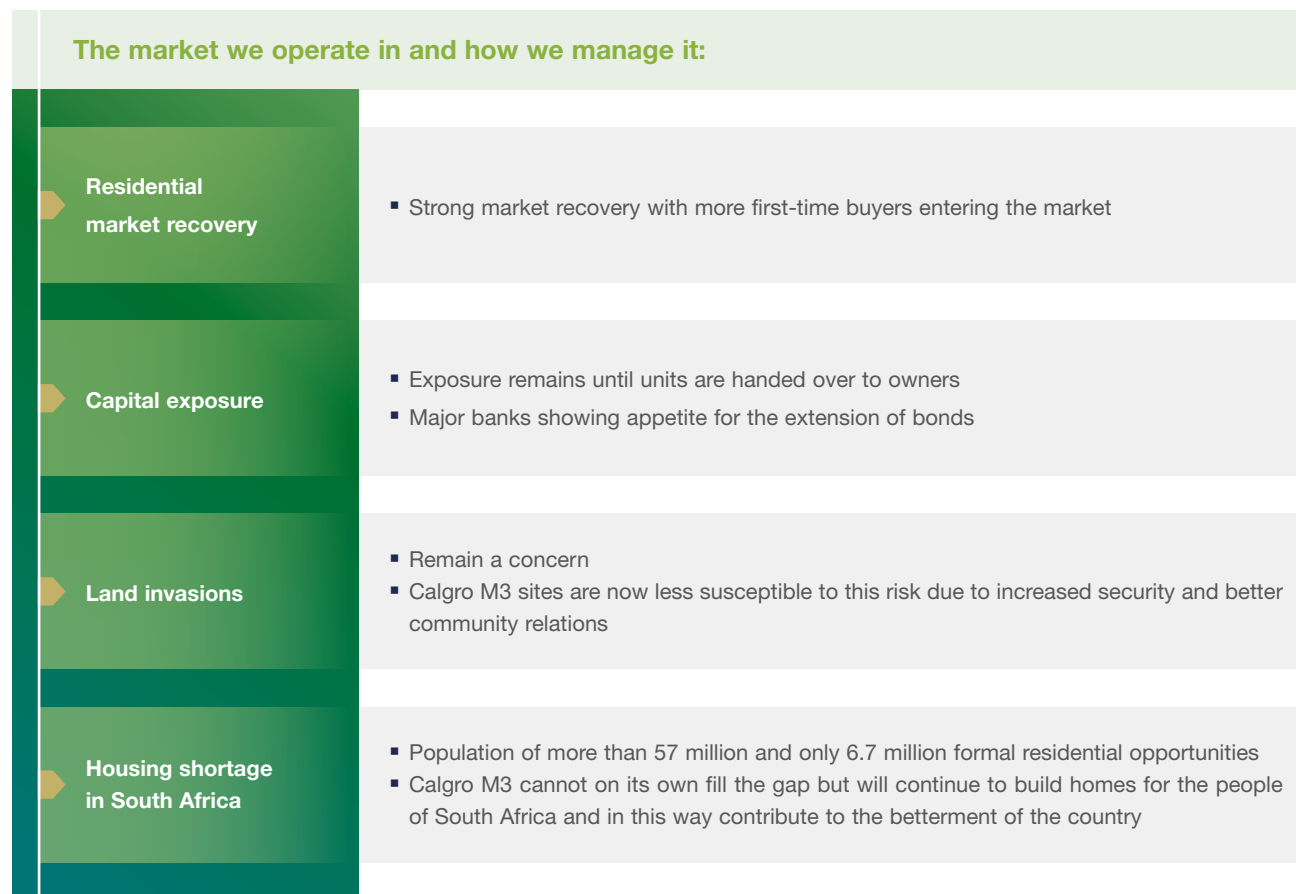 The market we operate in and how we manage it:
Residential
market recovery
▪ Strong market recovery with more first-time buyers entering the market
Capital exposure
▪ Exposure remains until units are handed over to owners
▪ Major banks showing appetite for the extension of bonds
Land invasions
▪ Remain a concern
▪ Calgro M3 sites are now less susceptible to this risk due to increased security and better
community relations
Housing shortage
in South Africa
▪ Population of more than 57 million and only 6.7 million formal residential opportunities
▪ Calgro M3 cannot on its own fill the gap but will continue to build homes for the people
of South Africa and in this way contribute to the betterment of the country